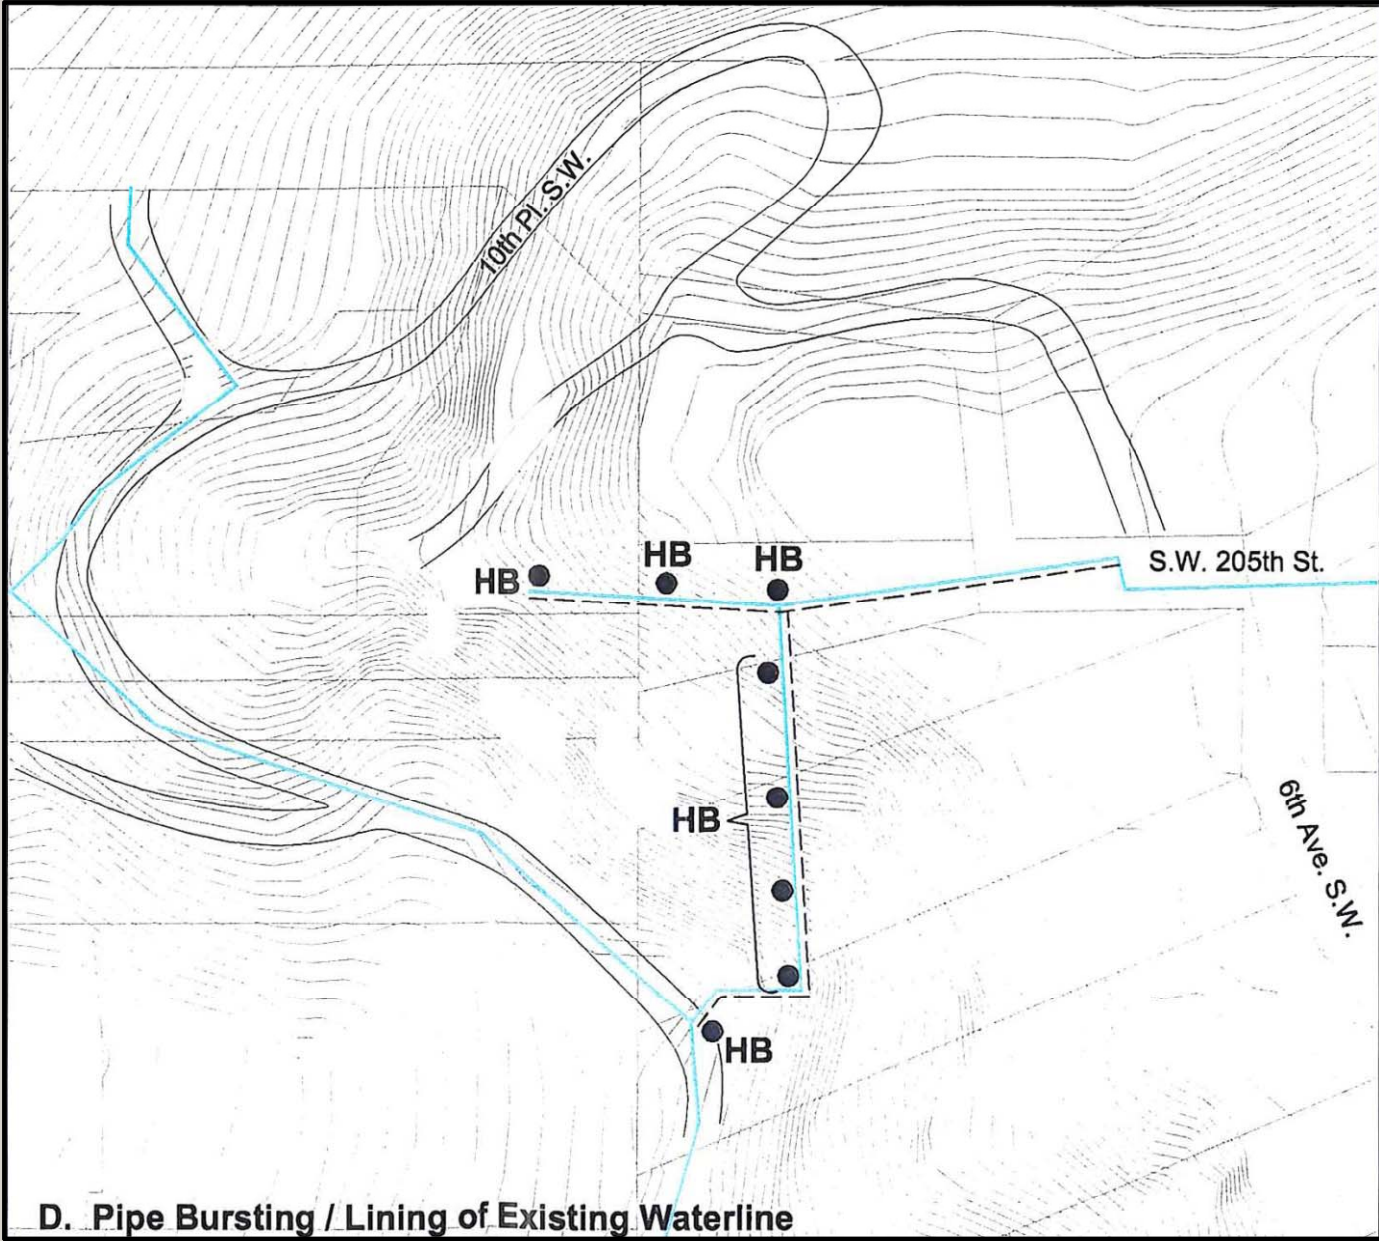 10th Pl. S.W.
HB
HB
HB
S.W. 205th St.
HB
6th Ave. S.W.
HB
D. Pipe Bursting / Lining of Existing Waterline